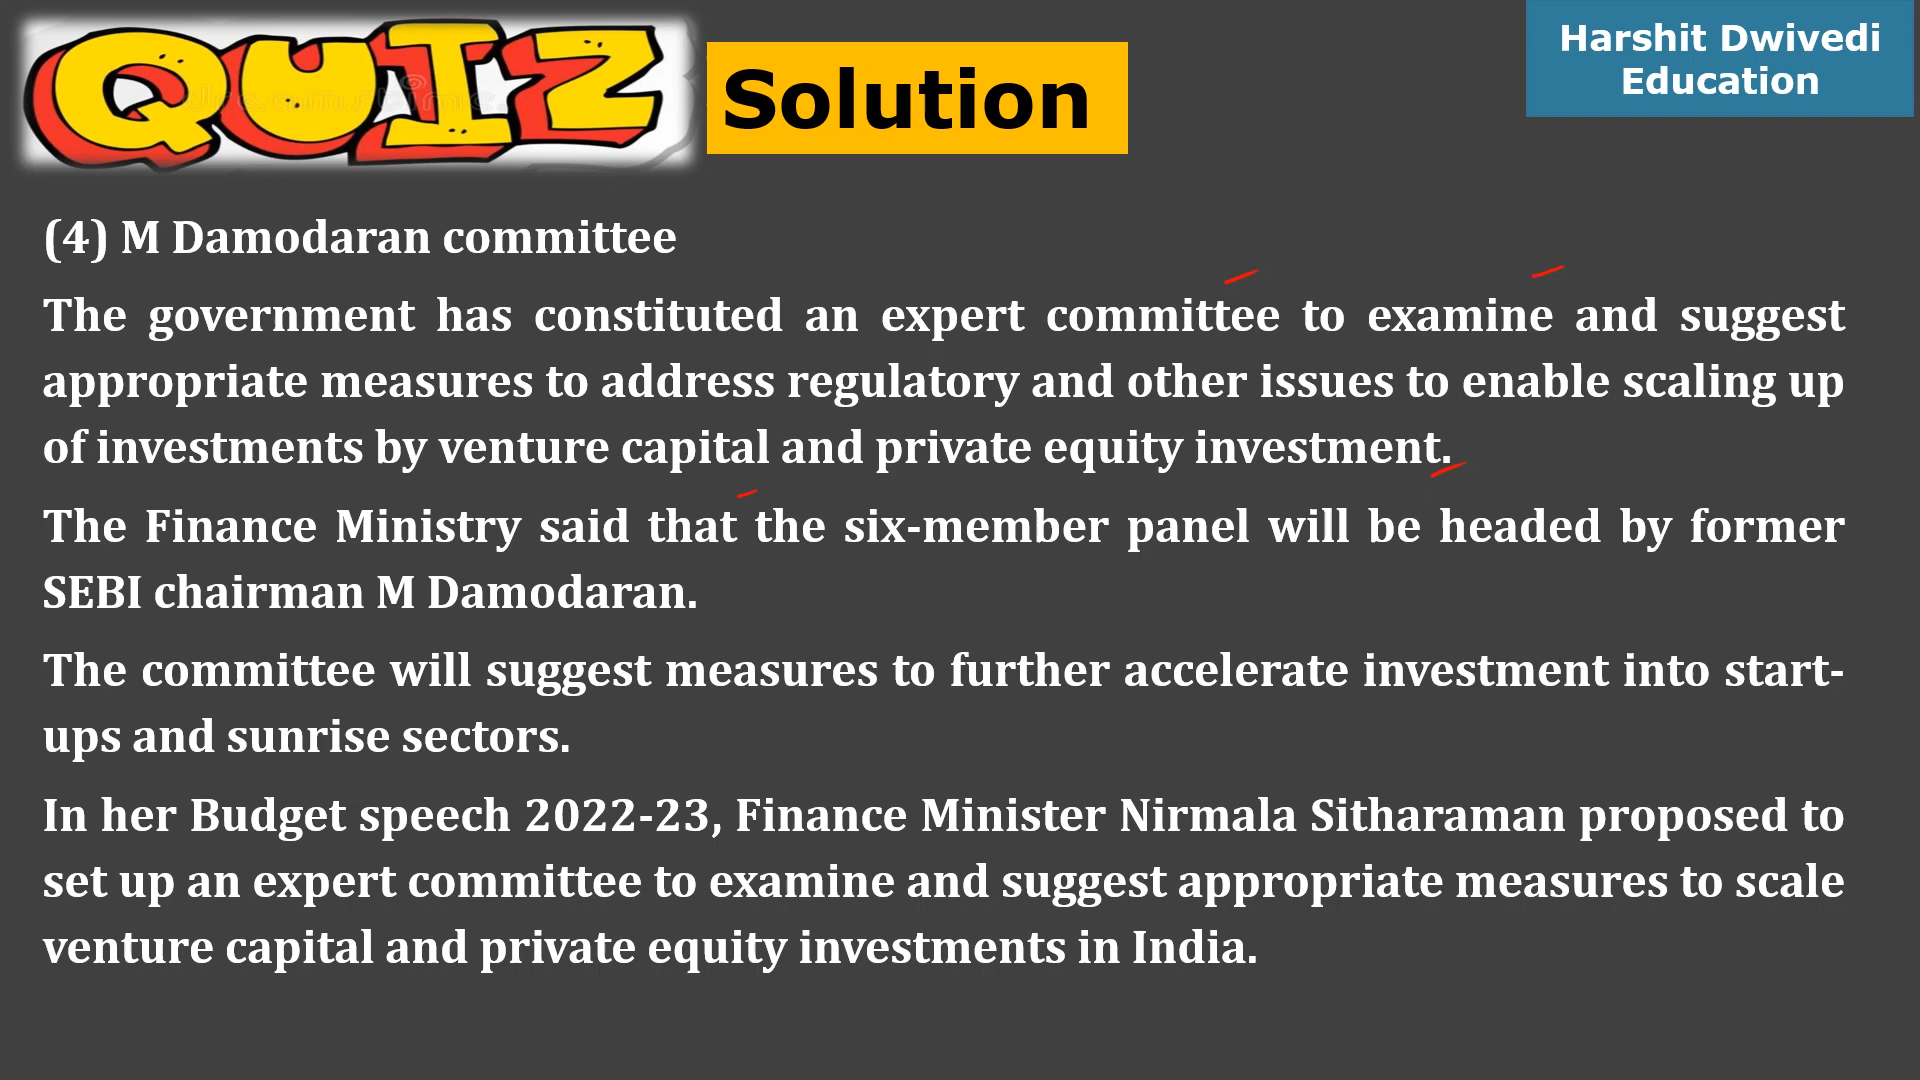 QUIZ
Solution
Harshit Dwivedi
Education
(4) M Damodaran committee
The government has constituted an expert committee to examine and suggest
appropriate measures to address regulatory and other issues to enable scaling up
of investments by venture capital and private equity investment.
The Finance Ministry said that the six-member panel will be headed by former
SEBI chairman M Damodaran.
The committee will suggest measures to further accelerate investment into start-
ups and sunrise sectors.
In her Budget speech 2022-23, Finance Minister Nirmala Sitharaman proposed to
set up an expert committee to examine and suggest appropriate measures to scale
venture capital and private equity investments in India.